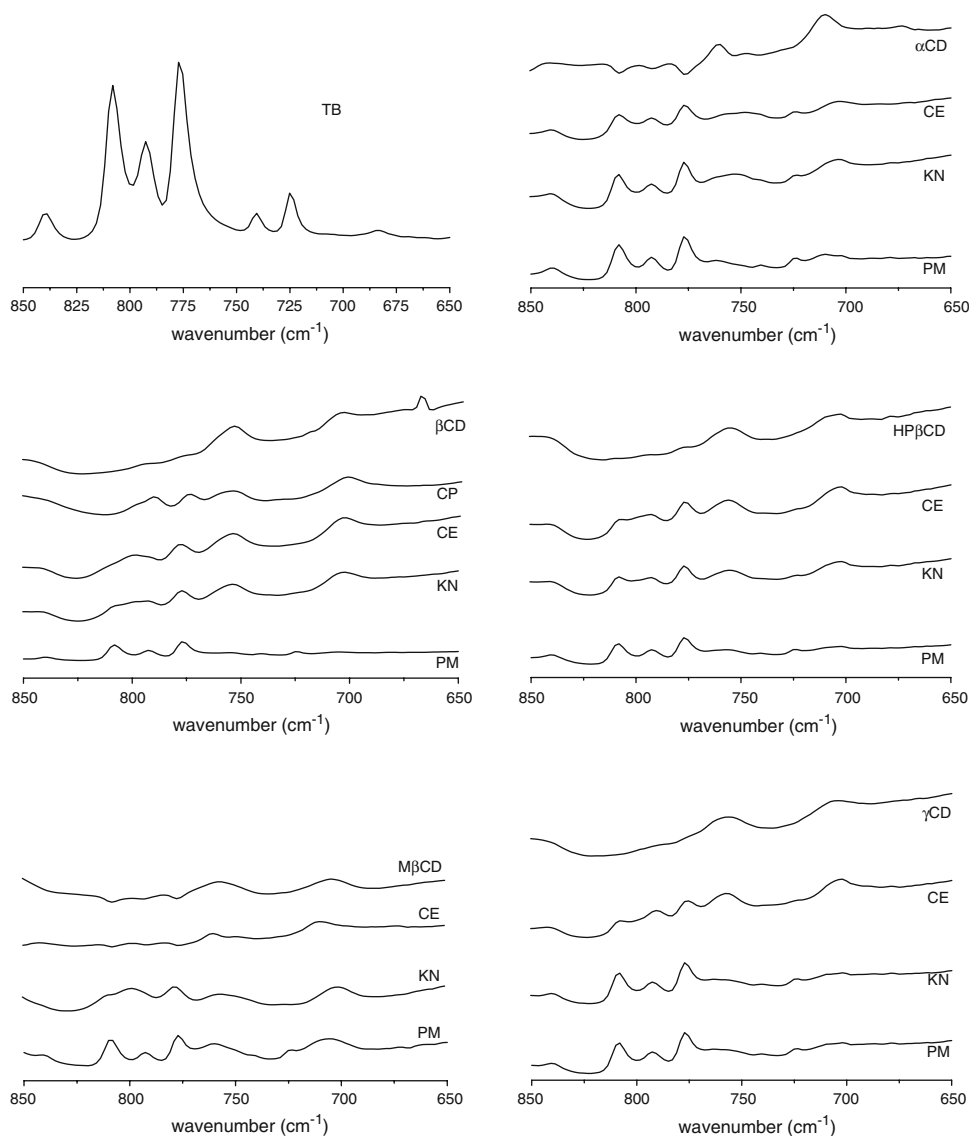 TB
850 825 800 775 750 725 700 675 650
wavenumber (cm⁻¹)
αCD
CE
KN
PM
850 800 750 700 650
wavenumber (cm⁻¹)
βCD
CP
CE
KN
PM
850 800 750 700 650
wavenumber (cm⁻¹)
HPβCD
CE
KN
PM
850 800 750 700 650
wavenumber (cm⁻¹)
MβCD
CE
KN
PM
850 800 750 700 650
wavenumber (cm⁻¹)
γCD
CE
KN
PM
850 800 750 700 650
wavenumber (cm⁻¹)